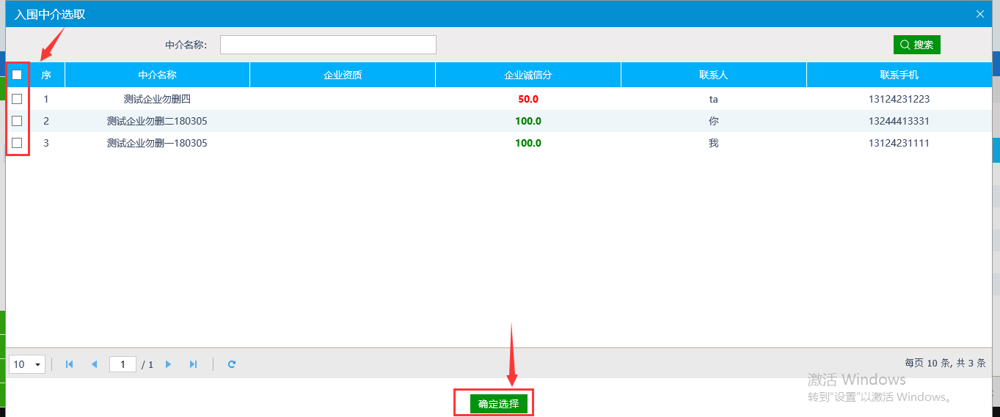 入围中介选取
中介名称： 搜索
序 中介名称 企业资质 企业诚信分 联系人 联系手机
1 测试企业勿删四 50.0 ta 13124231223
2 测试企业勿删二180305 100.0 你 13244413331
3 测试企业勿删一180305 100.0 我 13124231111
10 1 / 1 每页 10 条, 共 3 条
激活 Windows
转到"设置"以激活 Windows。
确定选择